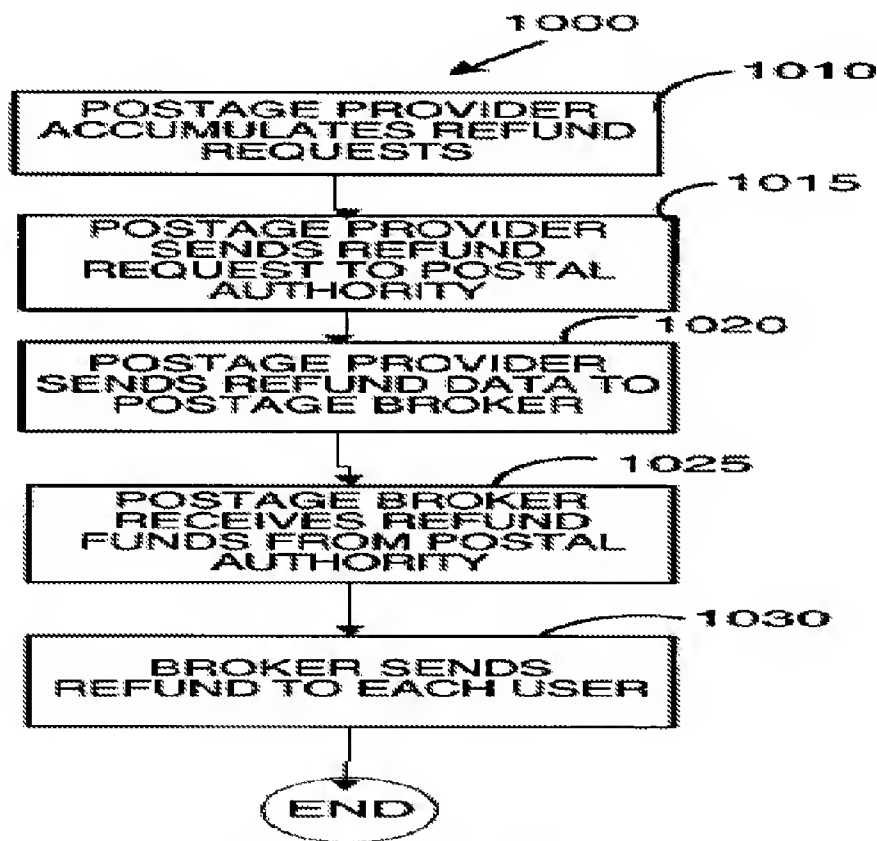 1000
1010
POSTAGE PROVIDER
ACCUMULATES REFUND
REQUESTS
1015
POSTAGE PROVIDER
SENDS REFUND
REQUEST TO POSTAL
AUTHORITY
1020
POSTAGE PROVIDER
SENDS REFUND DATA TO
POSTAGE BROKER
1025
POSTAGE BROKER
RECEIVES REFUND
FUNDS FROM POSTAL
AUTHORITY
1030
BROKER SENDS
REFUND TO EACH USER
END